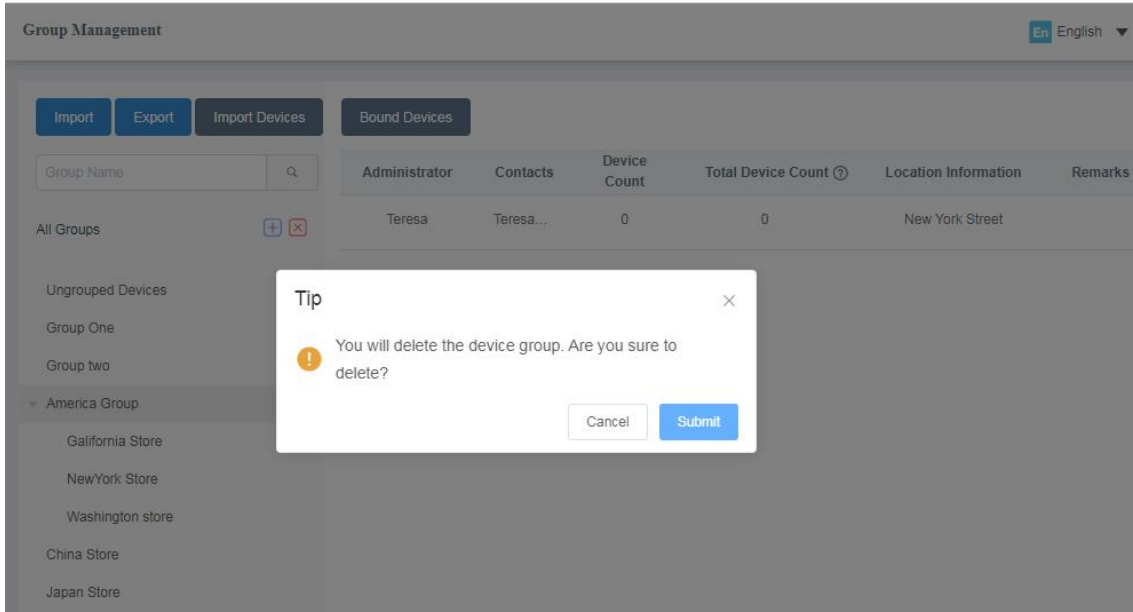 Group Management
En English
Import Export Import Devices Bound Devices
Group Name
Administrator Contacts Device Count Total Device Count ? Location Information Remarks
All Groups
Teresa Teresa... 0 0 New York Street
Ungrouped Devices
Group One
Group two
America Group
Galifornia Store
NewYork Store
Washington store
China Store
Japan Store
Tip
You will delete the device group. Are you sure to
delete?
Cancel Submit